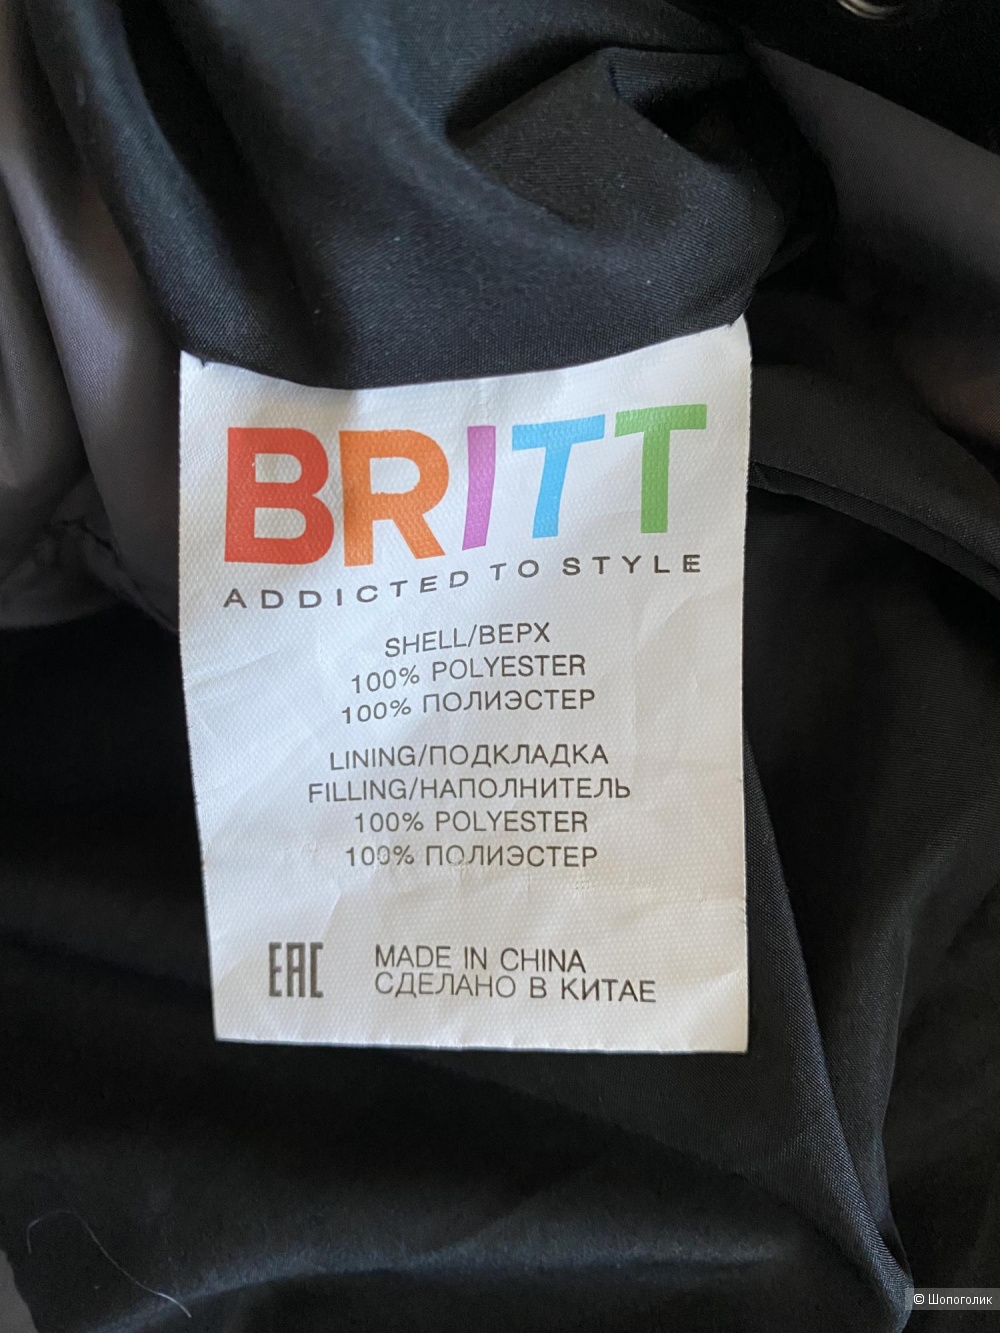 BRITT
ADDICTED TO STYLE
SHELL/ВЕРХ
100% POLYESTER
100% ПОЛИЭСТЕР
LINING/ПОДКЛАДКА
FILLING/НАПОЛНИТЕЛЬ
100% POLYESTER
100% ПОЛИЭСТЕР
EAC
MADE IN CHINA
СДЕЛАНО В КИТАЕ
© Шопоголик